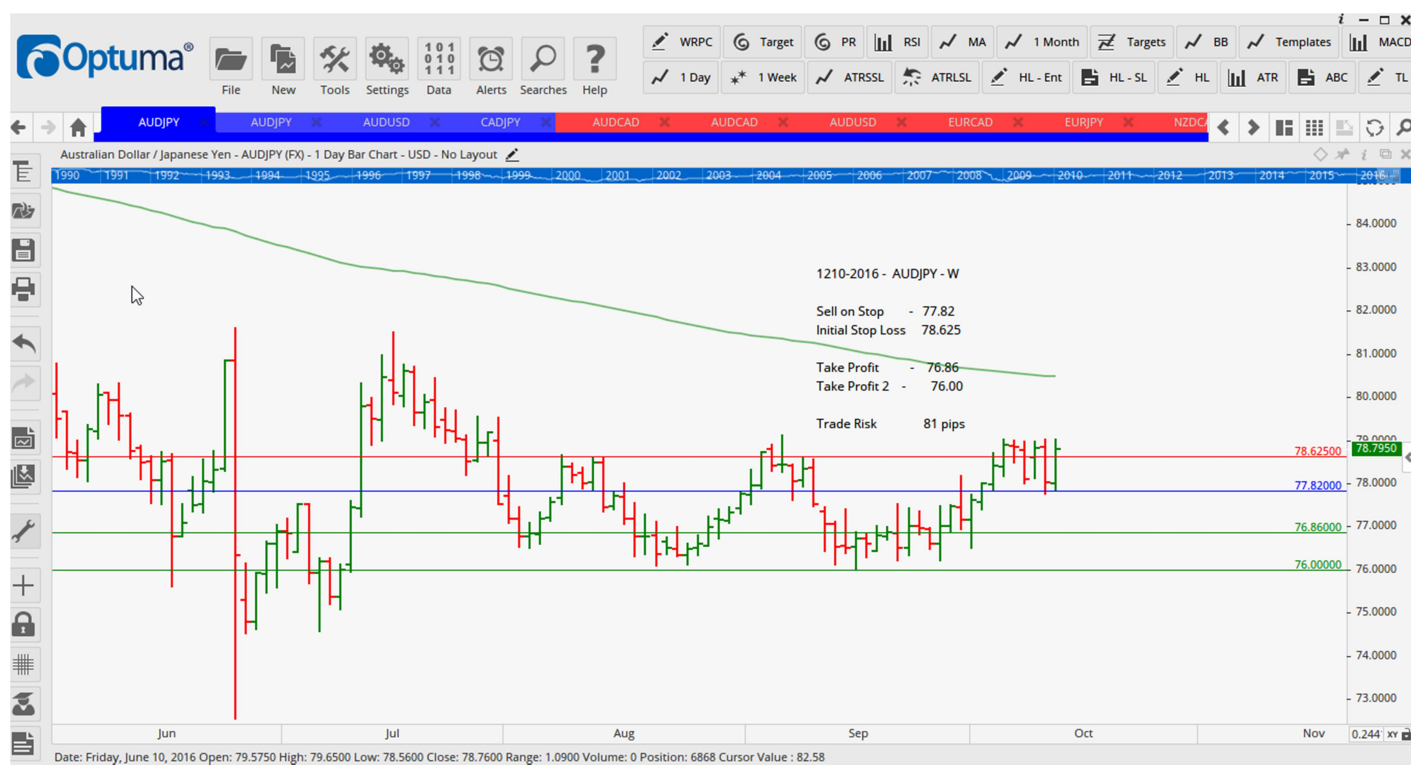 Optuma®
File
New
Tools
Settings
101
010
111
Data
Alerts
Searches
?
Help
WRPC
Target
PR
RSI
MA
1 Month
Targets
BB
Templates
MACD
1 Day
1 Week
ATRSSL
ATRLSL
HL - Ent
HL - SL
HL
ATR
ABC
TL
AUDJPY
AUDJPY
AUDUSD
CADJPY
AUDCAD
AUDCAD
AUDUSD
EURCAD
EURJPY
Australian Dollar / Japanese Yen - AUDJPY (FX) - 1 Day Bar Chart - USD - No Layout
1990 1991 1992 1993 1994 1995 1996 1997 1998 1999 2000 2001 2002 2003 2004 2005 2006 2007 2008 2009 2010 2011 2012 2013 2014 2015 2016
84.0000
83.0000
82.0000
81.0000
80.0000
79.0000
78.7950
78.0000
77.0000
76.0000
75.0000
74.0000
73.0000
1210-2016 - AUDJPY - W
Sell on Stop - 77.82
Initial Stop Loss 78.625
Take Profit - 76.86
Take Profit 2 - 76.00
Trade Risk 81 pips
78.62500
77.82000
76.86000
76.00000
Jun Jul Aug Sep Oct Nov
0.244 XY
Date: Friday, June 10, 2016 Open: 79.5750 High: 79.6500 Low: 78.5600 Close: 78.7600 Range: 1.0900 Volume: 0 Position: 6868 Cursor Value : 82.58